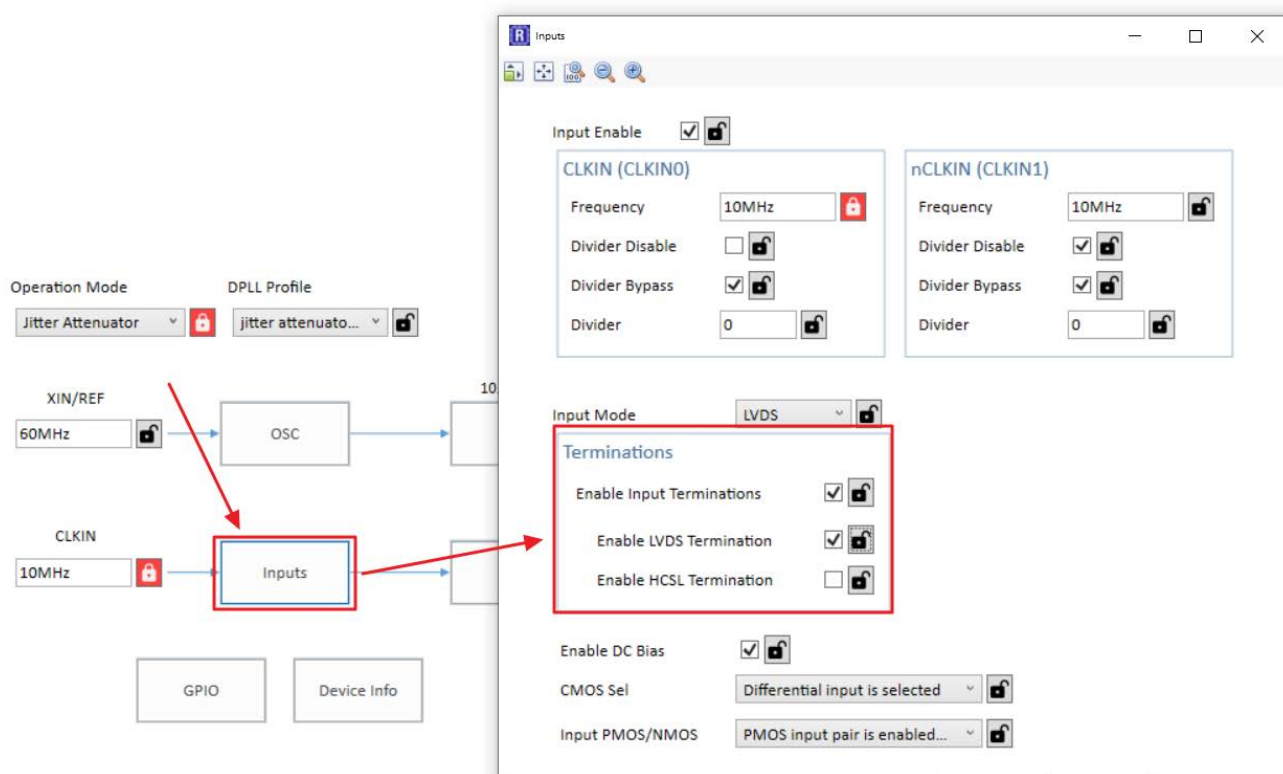 Operation Mode
DPLL Profile
Jitter Attenuator
jitter attenuato...
XIN/REF
10.
60MHz
OSC
CLKIN
10MHz
Inputs
GPIO
Device Info
R Inputs
100
Input Enable
CLKIN (CLKIN0)
Frequency
10MHz
Divider Disable
Divider Bypass
Divider
0
nCLKIN (CLKIN1)
Frequency
10MHz
Divider Disable
Divider Bypass
Divider
0
Input Mode
LVDS
Terminations
Enable Input Terminations
Enable LVDS Termination
Enable HCSL Termination
Enable DC Bias
CMOS Sel
Differential input is selected
Input PMOS/NMOS
PMOS input pair is enabled...